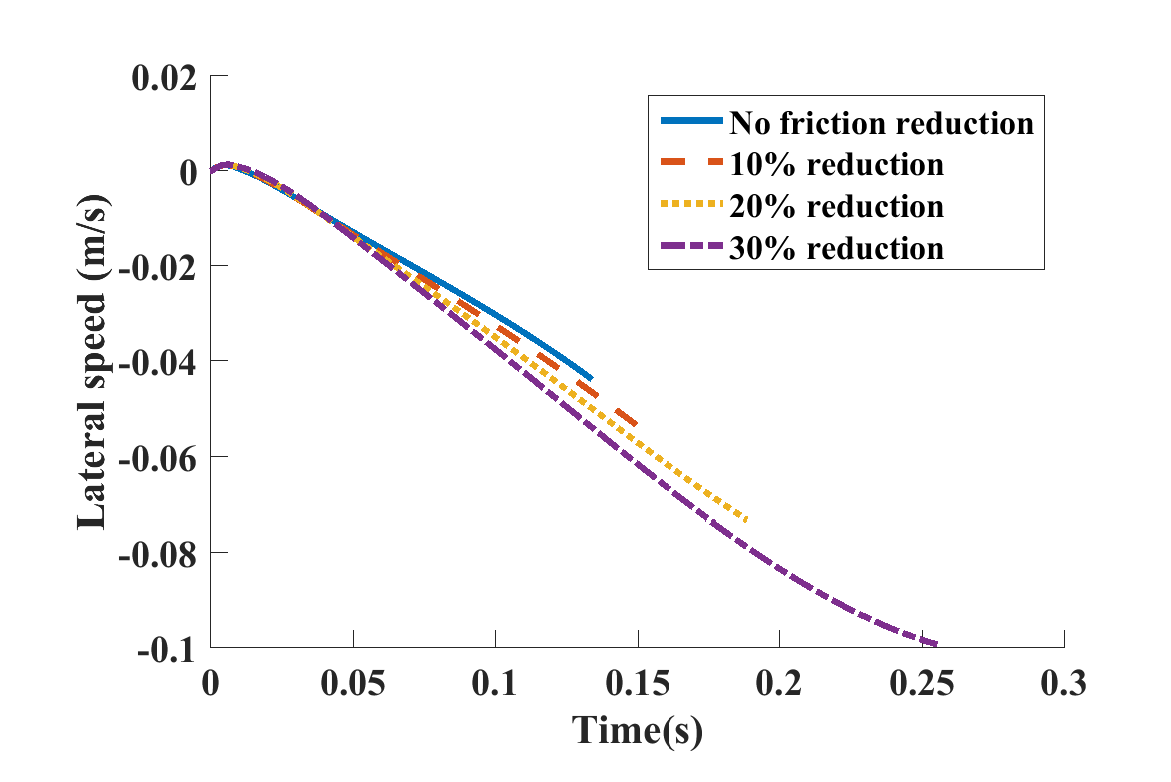 0.02
0
-0.02
-0.04
-0.06
-0.08
-0.1
Lateral speed (m/s)
No friction reduction
10% reduction
20% reduction
30% reduction
0 0.05 0.1 0.15 0.2 0.25 0.3
Time(s)